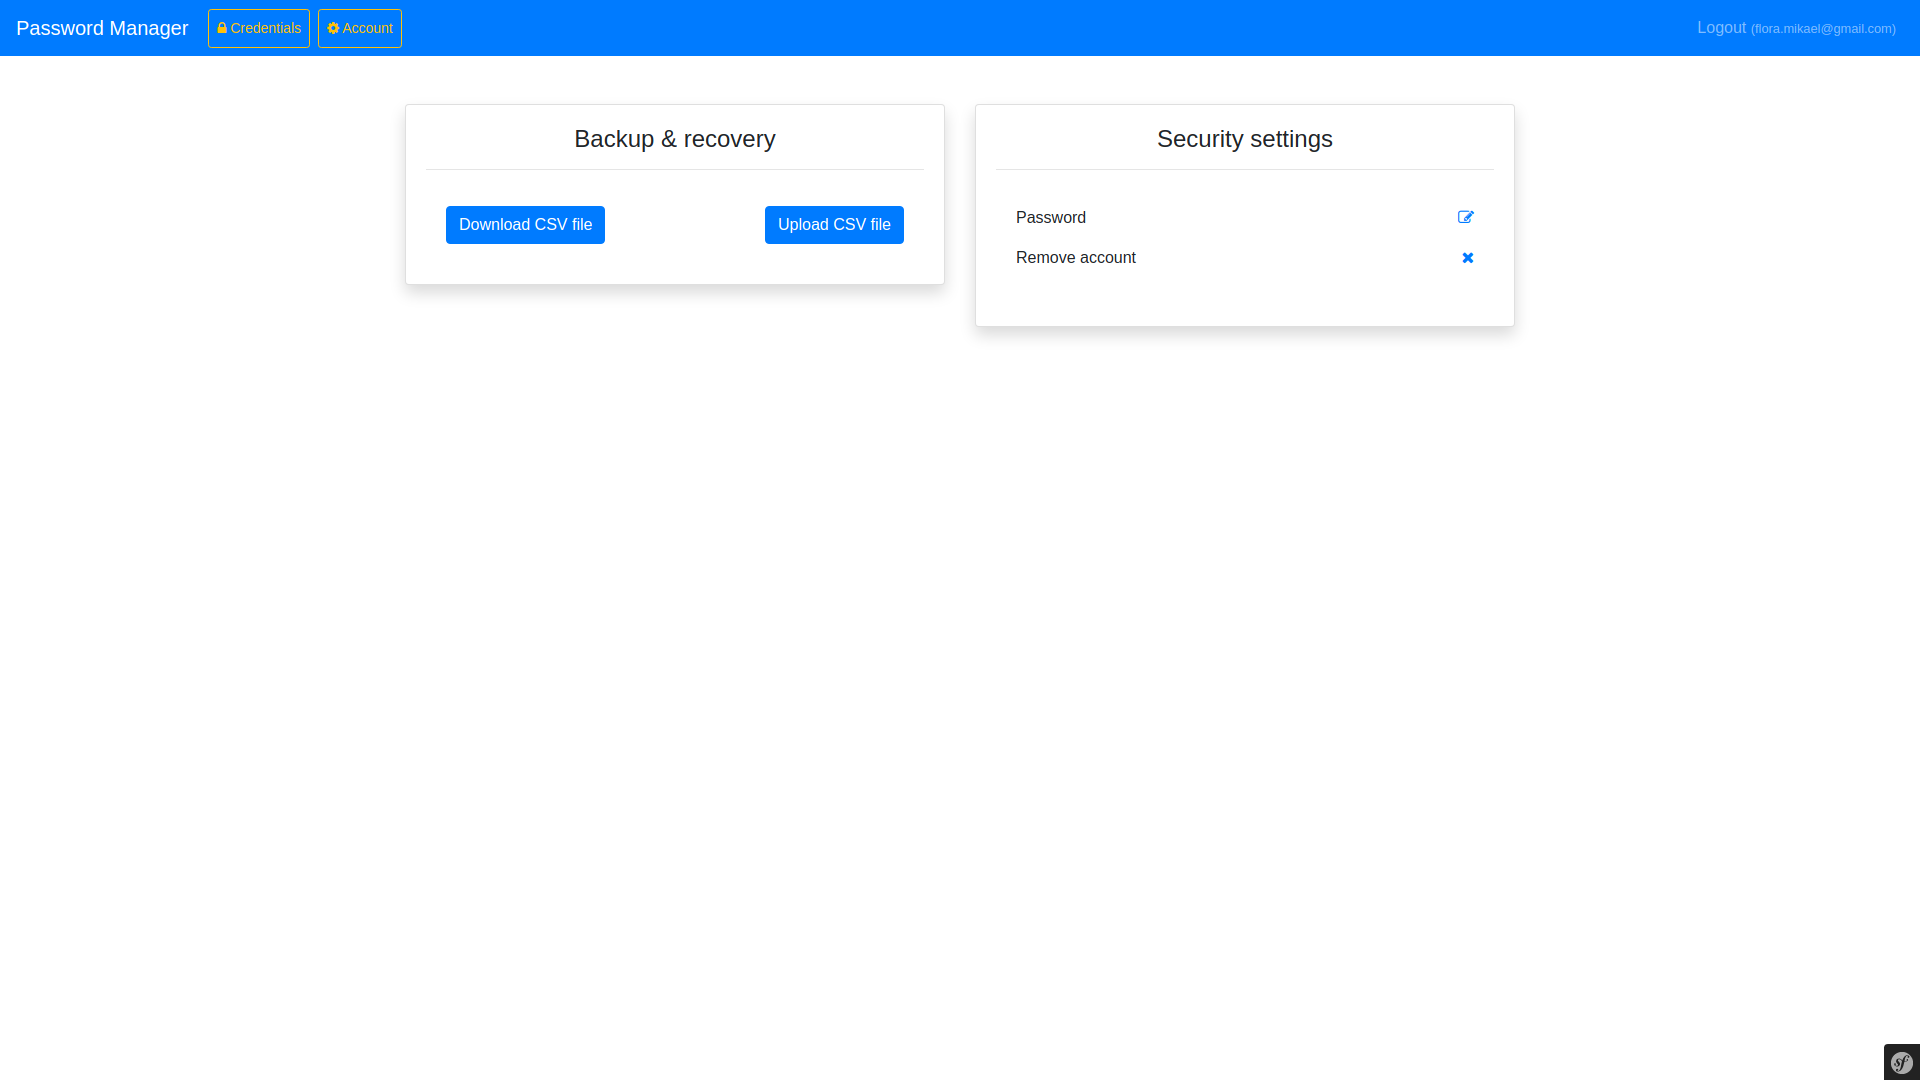 Password Manager
Credentials
Account
Logout (flora.mikael@gmail.com)
Backup & recovery
Download CSV file
Upload CSV file
Security settings
Password
Remove account
sf